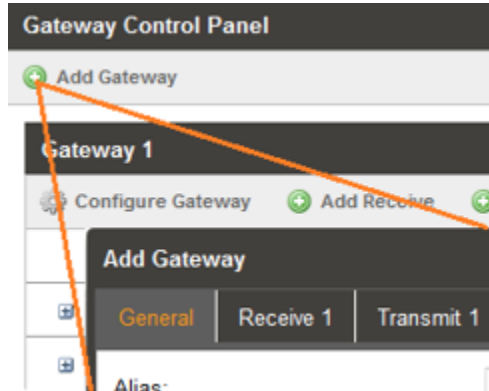 Gateway Control Panel
Add Gateway
Gateway 1
Configure Gateway Add Receive
Add Gateway
General Receive 1 Transmit 1
Alias: